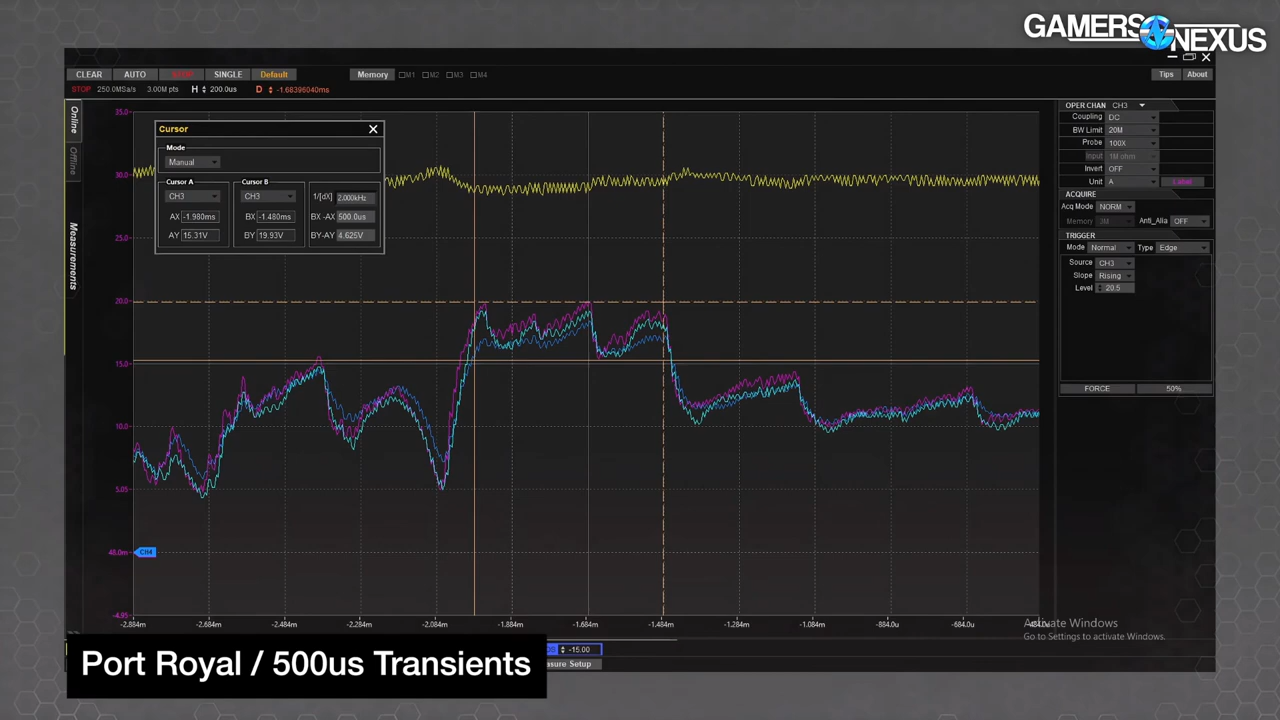 GAMERS NEXUS
CLEAR AUTO STOP SINGLE Default Memory M1 M2 M3 M4 Tips About
STOP 250.0MSa/s 3.00M pts H 200.0us D -1.68396040ms
Online
Offline
Measurements
35.0
30.0
25.0
20.0
15.0
10.0
5.05
48.0m
-4.95
CH4
Cursor
Mode
Manual
Cursor A Cursor B
CH3 CH3 1/|dX| 2.000kHz
AX -1.980ms BX -1.480ms BX-AX 500.0us
AY 15.31V BY 19.93V BY-AY 4.625V
OPER CHAN CH3
Coupling DC
BW Limit 20M
Probe 100X
Input 1M ohm
Invert OFF
Unit A Label
ACQUIRE
Acq Mode NORM
Memory 3M Anti_Alia OFF
TRIGGER
Mode Normal Type Edge
Source CH3
Slope Rising
Level 20.5
FORCE 50%
-2.884m -2.684m -2.484m -2.284m -2.084m -1.884m -1.684m -1.484m -1.284m -1.084m -884.0u -684.0u
Activate Windows
Go to Settings to activate Windows.
-15.00
Setup
Port Royal / 500us Transients